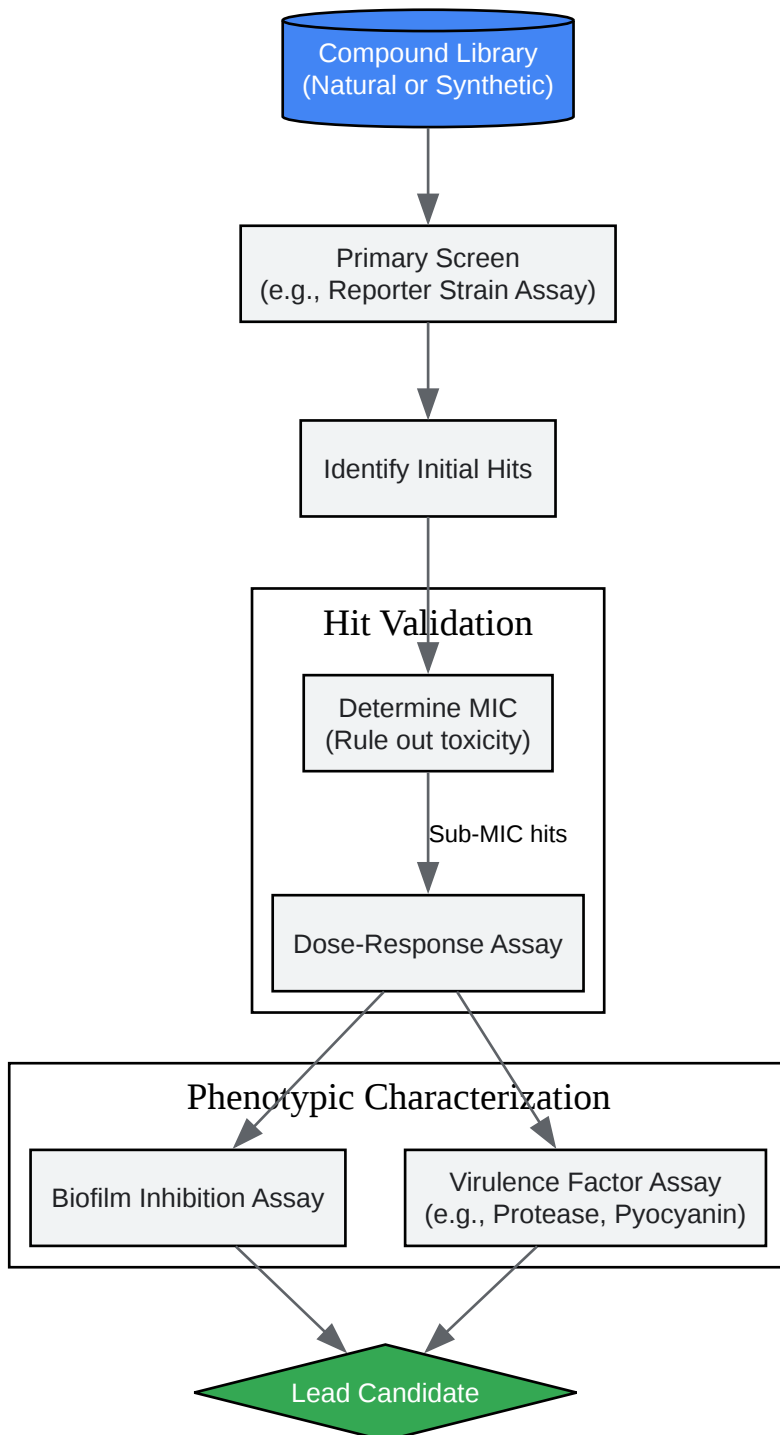 Compound Library
(Natural or Synthetic)
Primary Screen
(e.g., Reporter Strain Assay)
Identify Initial Hits
Hit Validation
Determine MIC
(Rule out toxicity)
Sub-MIC hits
Dose-Response Assay
Phenotypic Characterization
Biofilm Inhibition Assay
Virulence Factor Assay
(e.g., Protease, Pyocyanin)
Lead Candidate